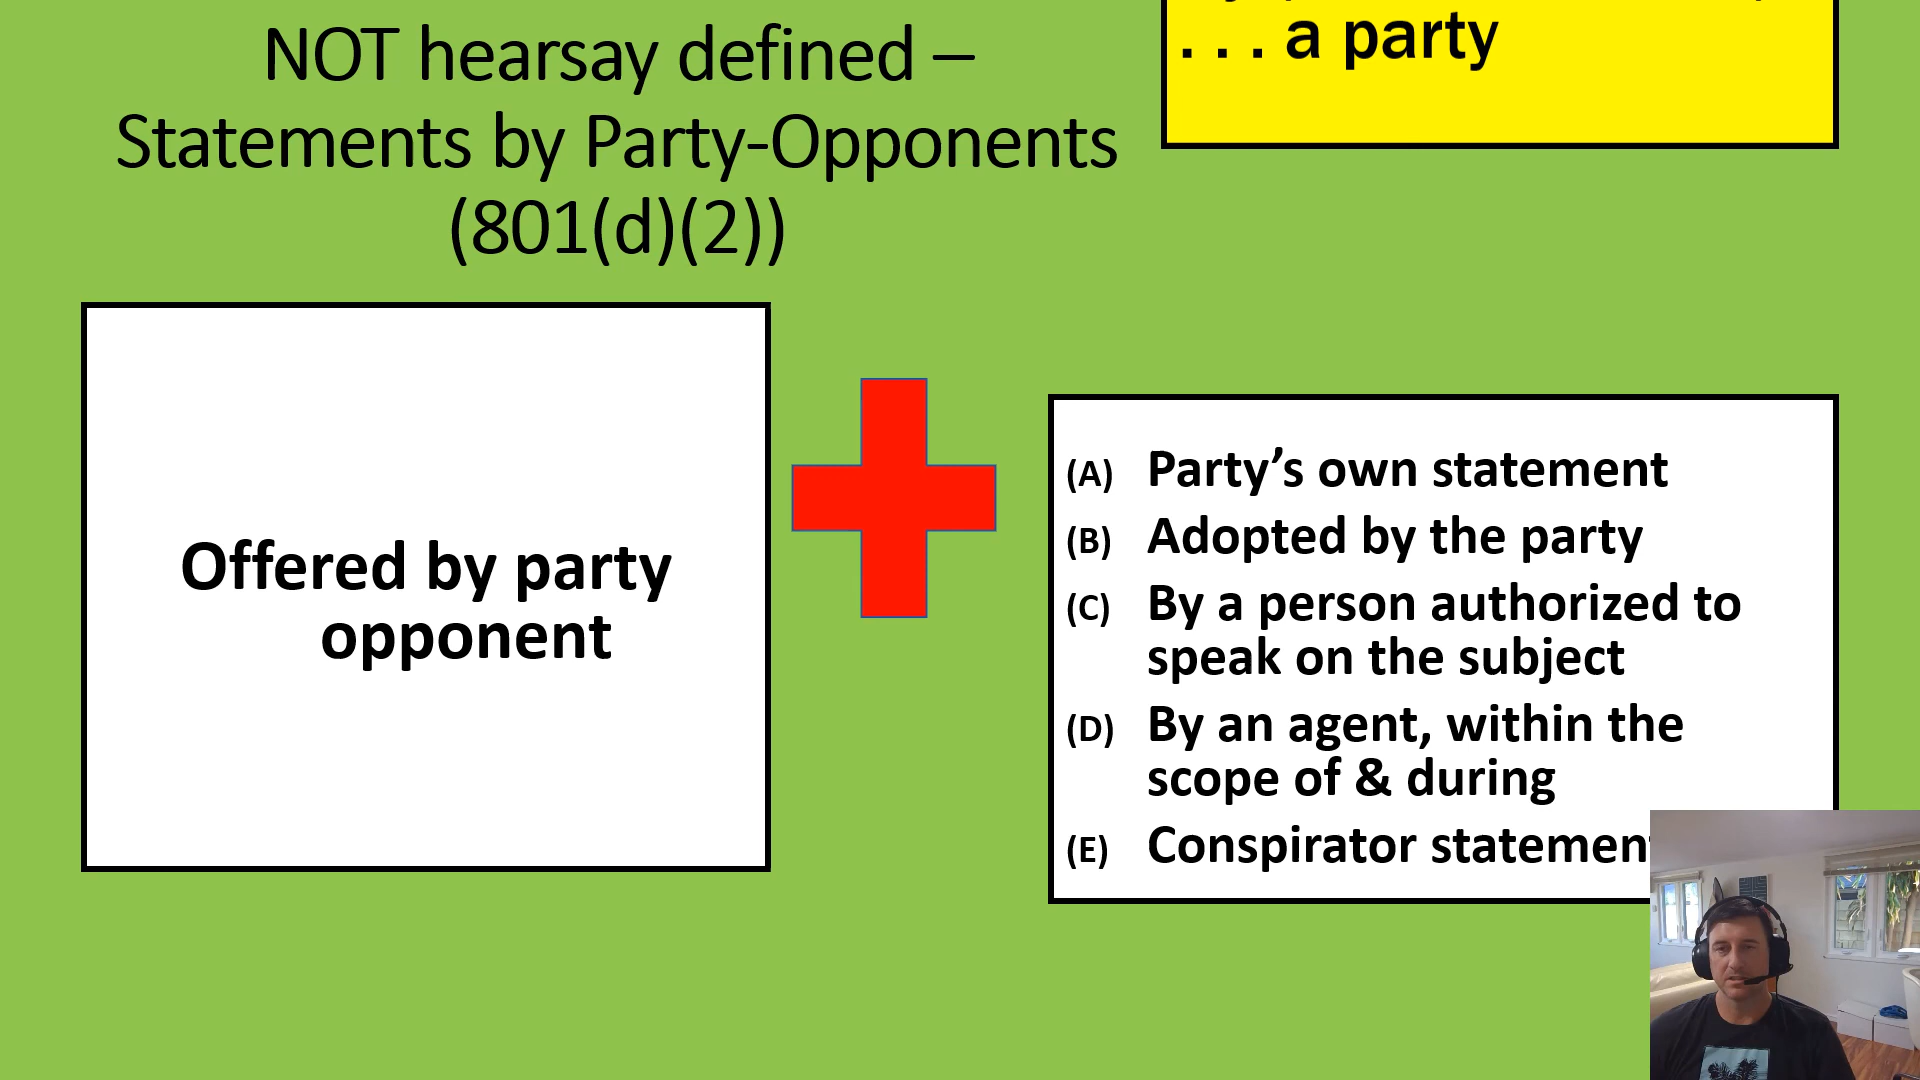 NOT hearsay defined –
Statements by Party-Opponents
(801(d)(2))
. . . a party
Offered by party
opponent
(A) Party’s own statement
(B) Adopted by the party
(C) By a person authorized to
speak on the subject
(D) By an agent, within the
scope of & during
(E) Conspirator